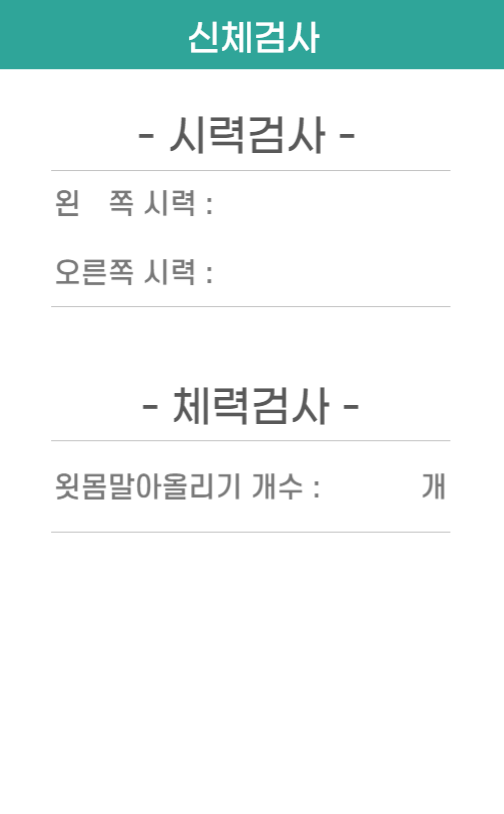 신체검사
- 시력검사 -
왼 쪽 시력 :
오른쪽 시력 :
- 체력검사 -
윗몸말아올리기 개수 : 개